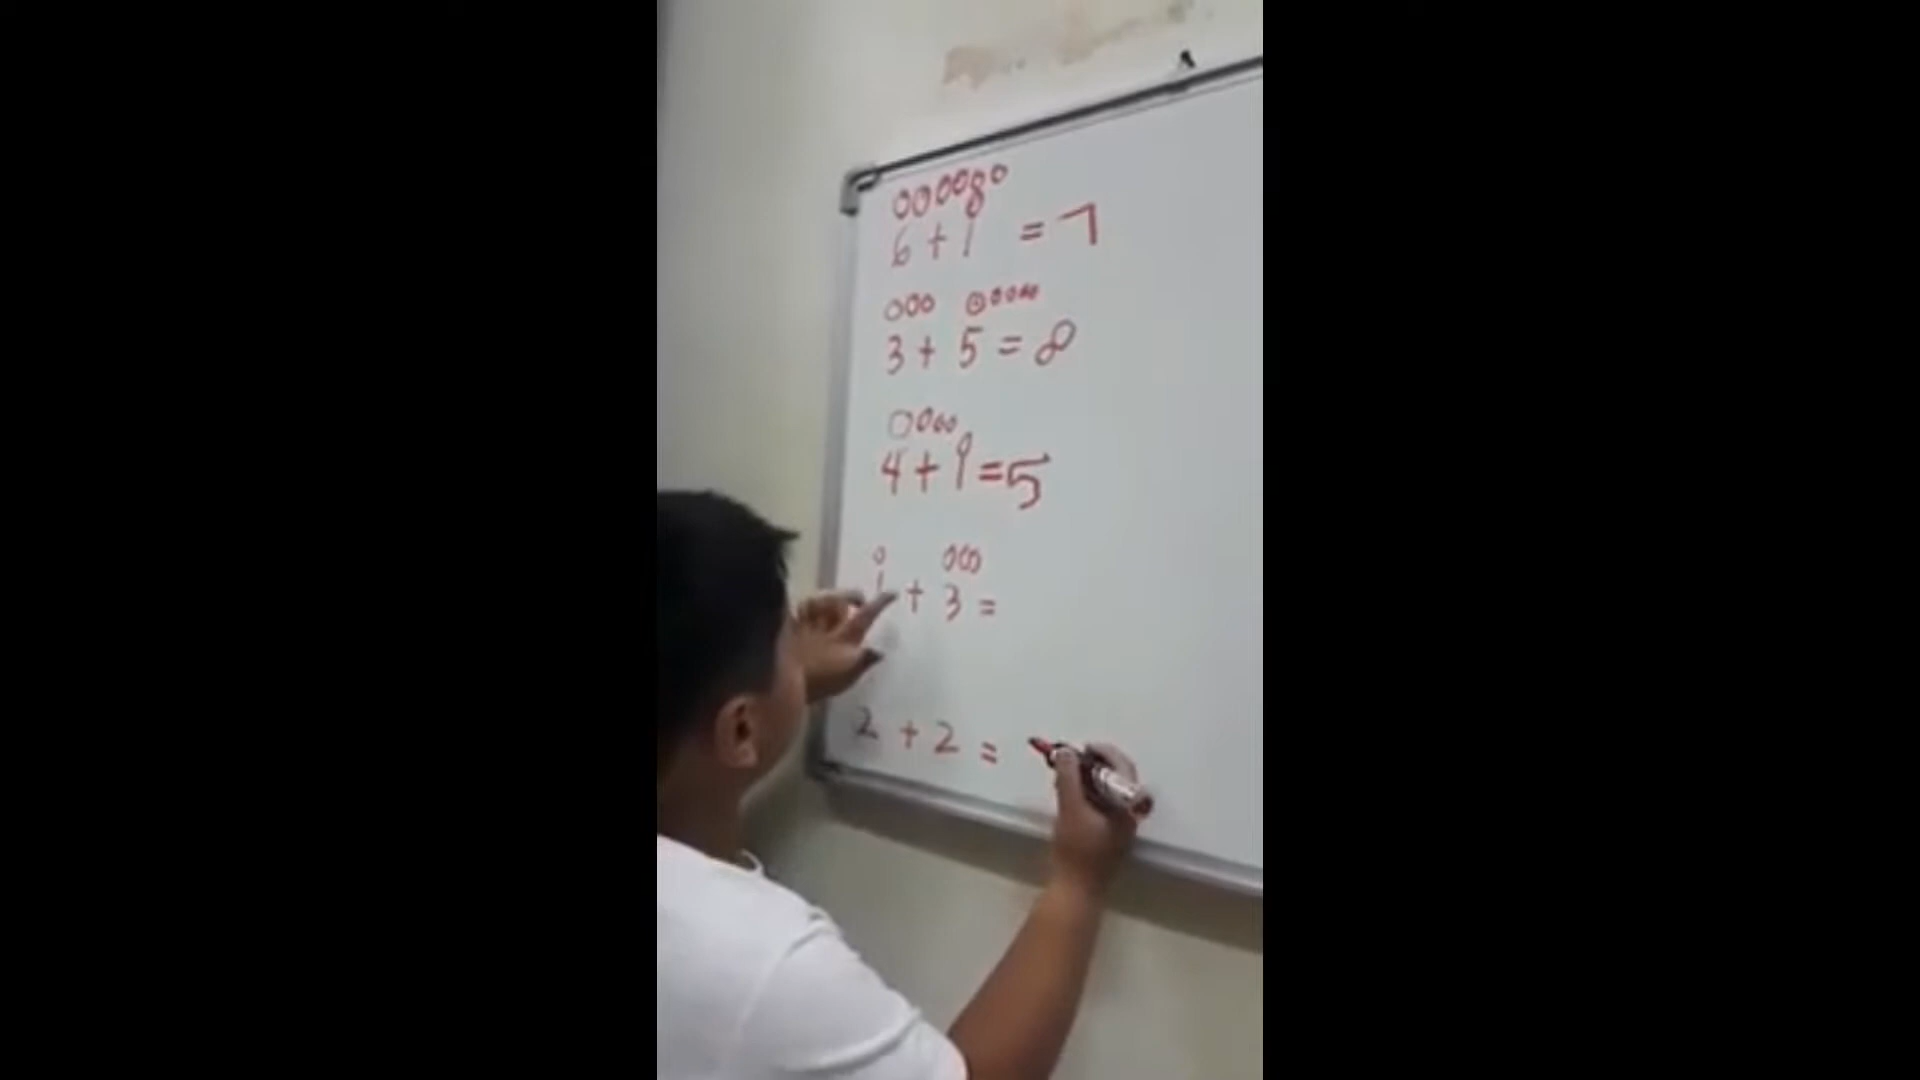 6 + 1 = 7
3 + 5 = 8
4 + 1 = 5
1 + 3 =
2 + 2 =